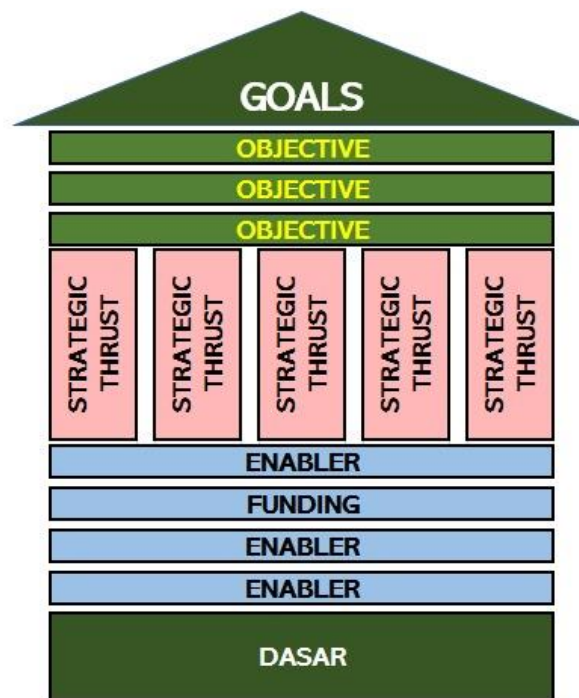 GOALS
OBJECTIVE
OBJECTIVE
OBJECTIVE
STRATEGIC
THRUST
STRATEGIC
THRUST
STRATEGIC
THRUST
STRATEGIC
THRUST
STRATEGIC
THRUST
ENABLER
FUNDING
ENABLER
ENABLER
DASAR